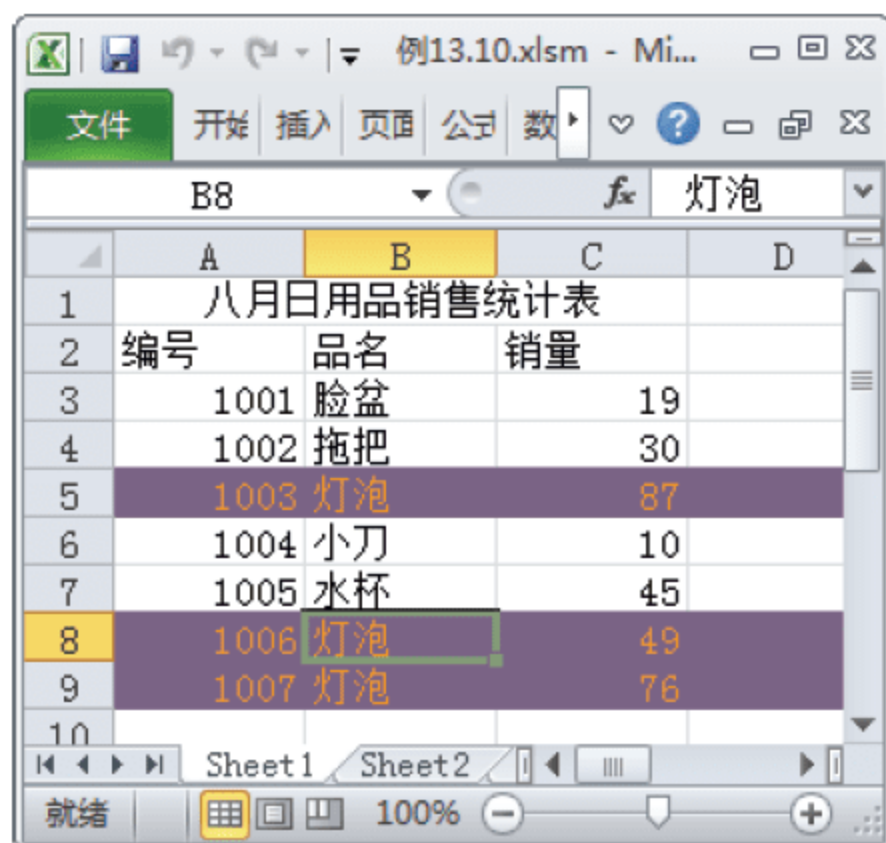 例13.10.xlsm - Mi...
文件 开始 插入 页面 公式 数
B8 fx 灯泡
A B C D
1 八月日用品销售统计表
2 编号 品名 销量
3 1001 脸盆 19
4 1002 拖把 30
5 1003 灯泡 87
6 1004 小刀 10
7 1005 水杯 45
8 1006 灯泡 49
9 1007 灯泡 76
10
Sheet1 Sheet2
就绪 100%